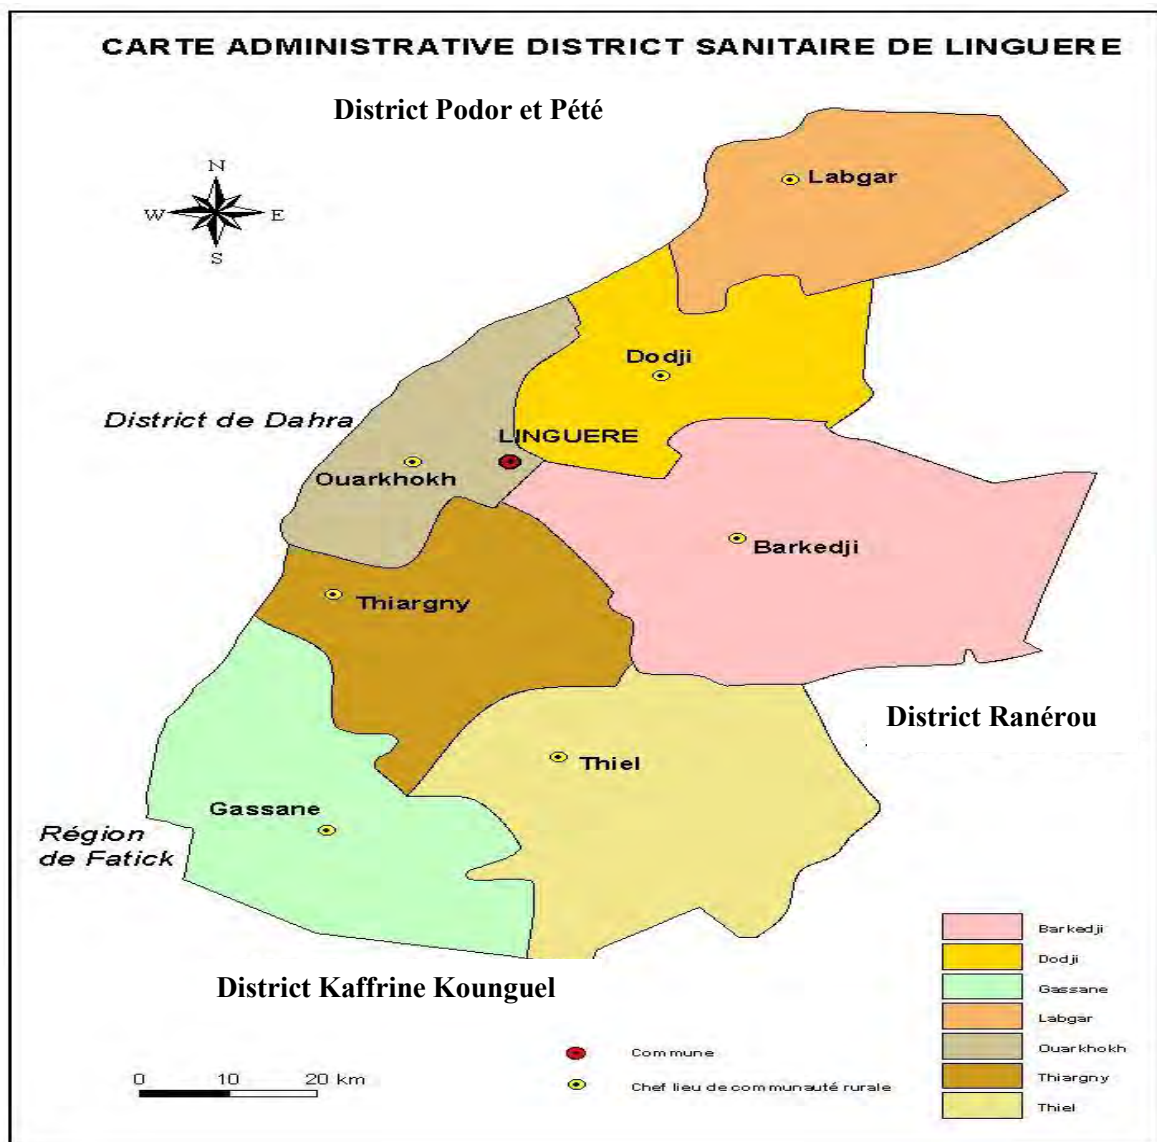 CARTE ADMINISTRATIVE DISTRICT SANITAIRE DE LINGUERE
District Podor et Pété
N
W
E
S
Labgar
Dodji
District de Dahra
LINGUERE
Ouarkhokh
Barkedji
Thiargny
District Ranérou
Thiel
Gassane
Région
de Fatick
District Kaffrine Kounguel
Barkedji
Dodji
Gassane
Labgar
Ouarkhokh
Thiargny
Thiel
Commune
Chef lieu de communauté rurale
0 10 20 km